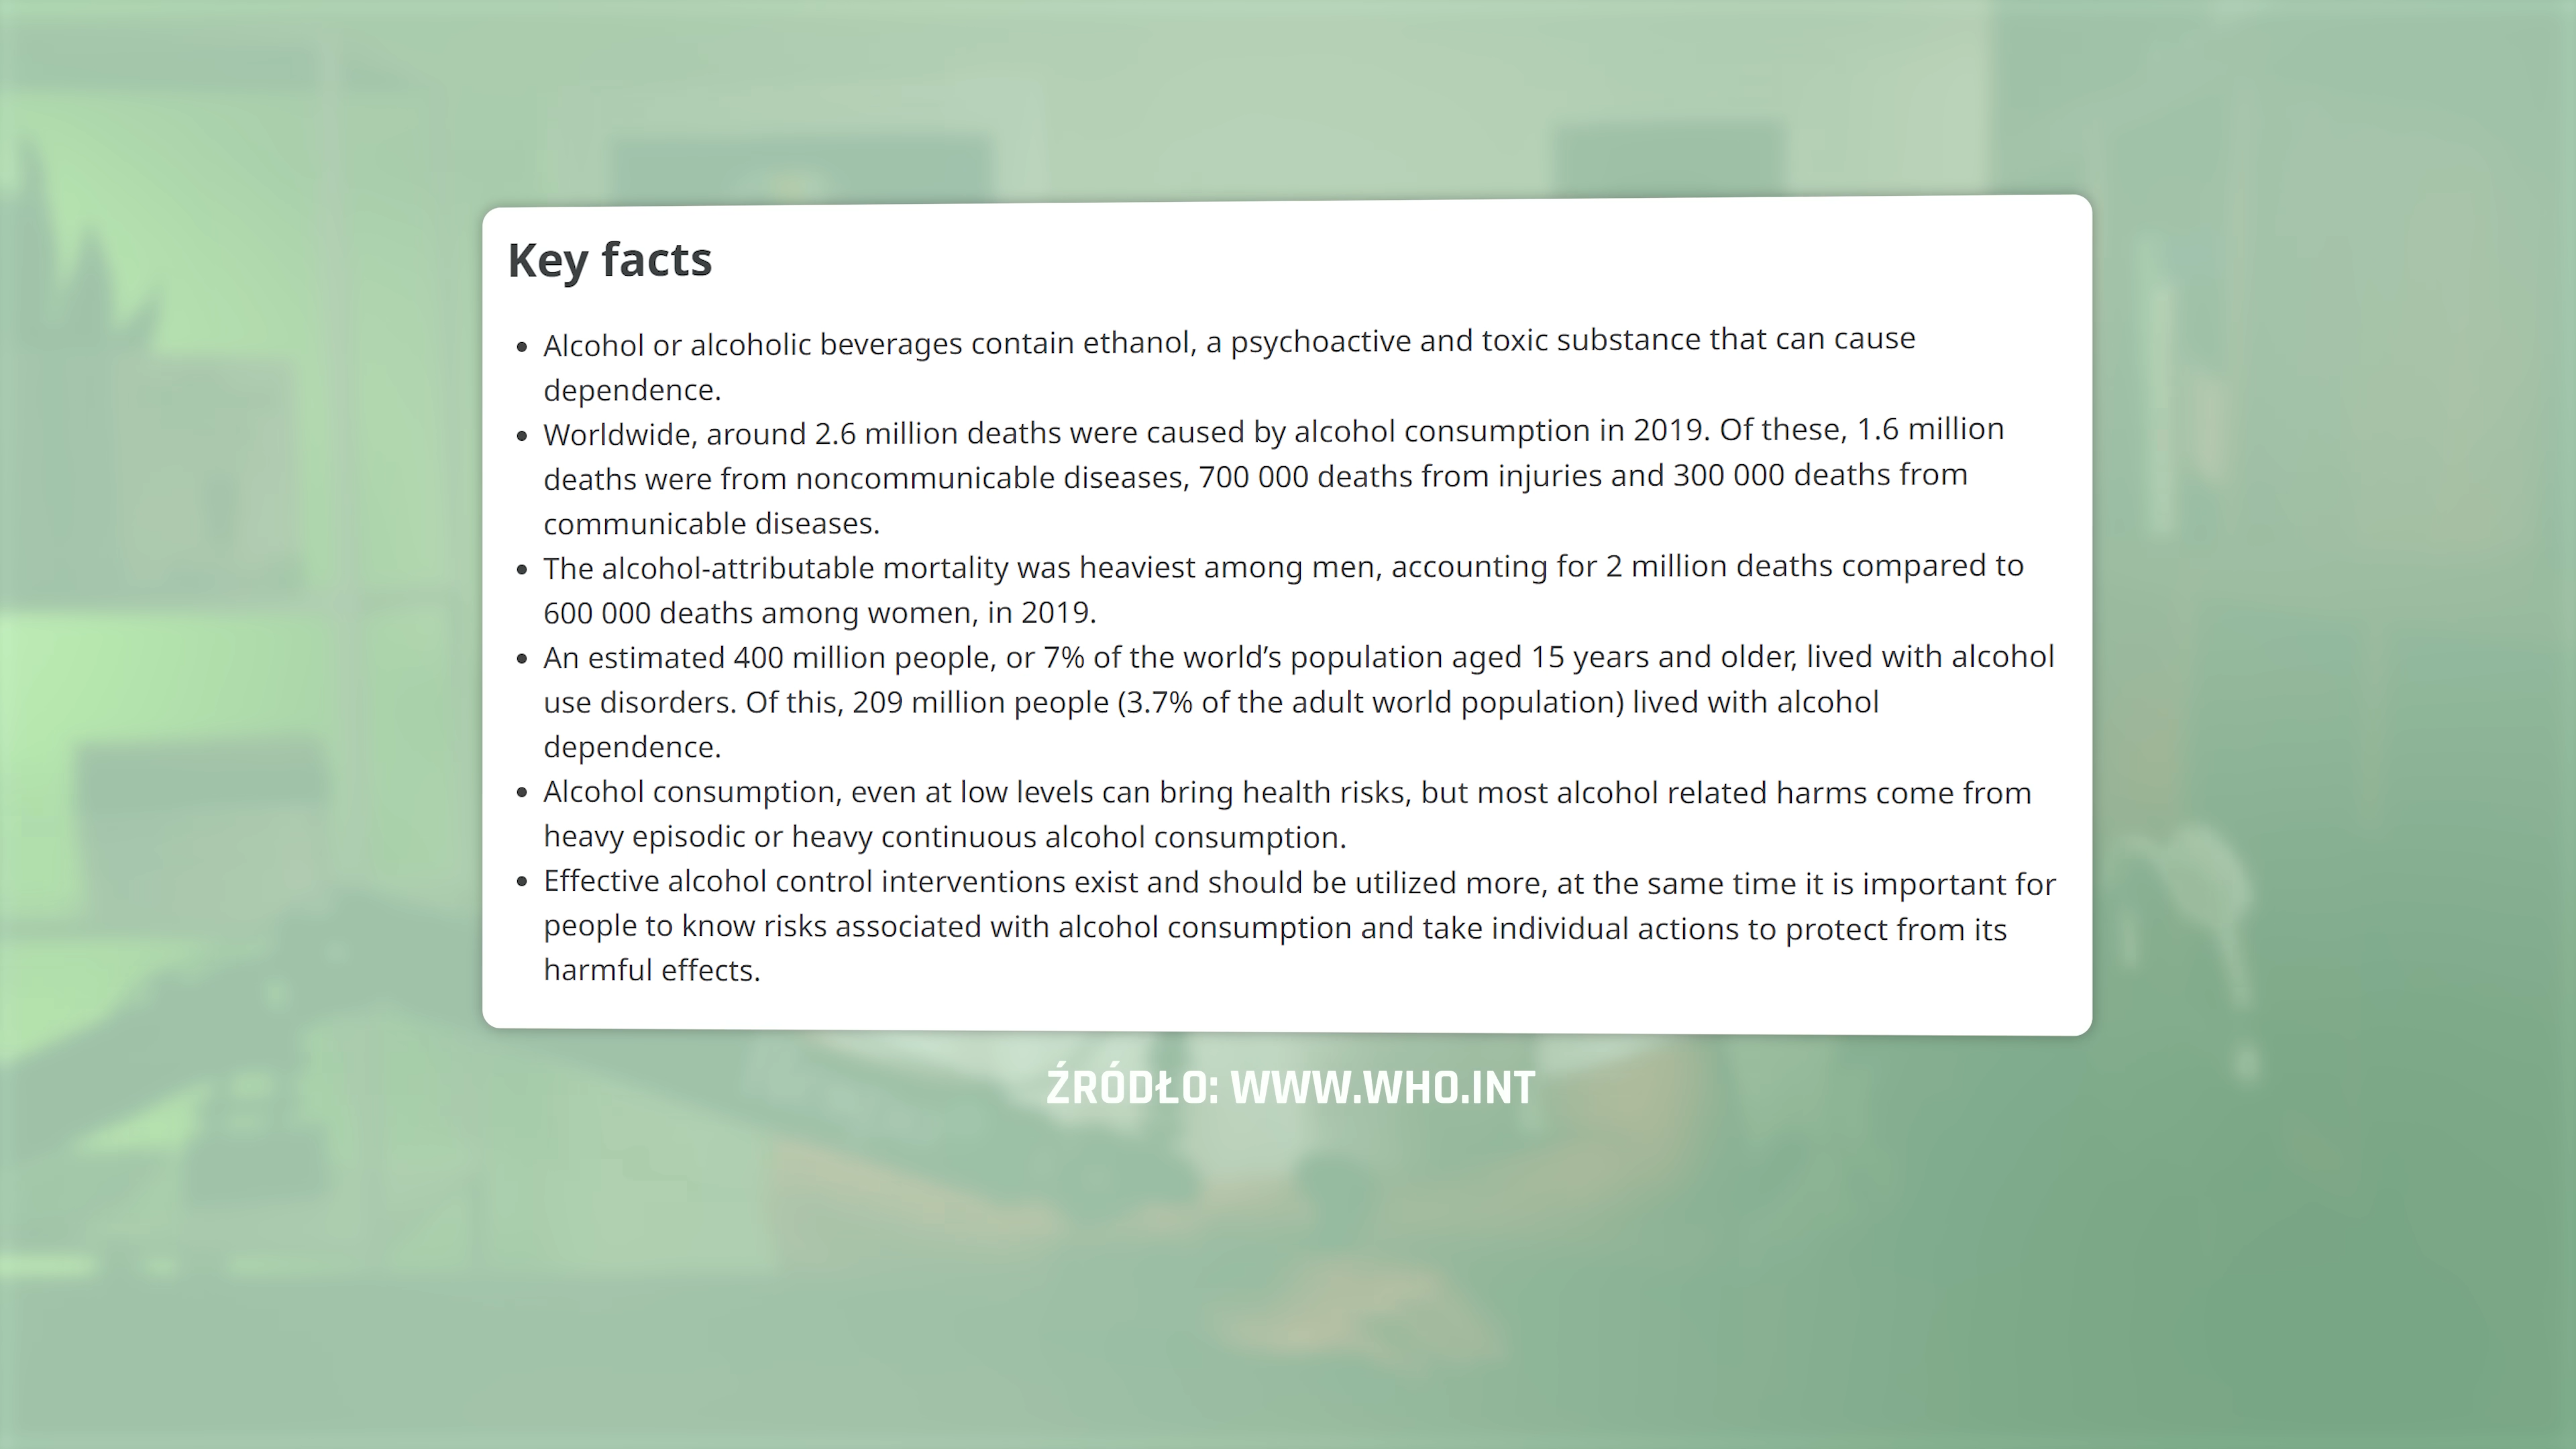 Key facts
• Alcohol or alcoholic beverages contain ethanol, a psychoactive and toxic substance that can cause
dependence.
• Worldwide, around 2.6 million deaths were caused by alcohol consumption in 2019. Of these, 1.6 million
deaths were from noncommunicable diseases, 700 000 deaths from injuries and 300 000 deaths from
communicable diseases.
• The alcohol-attributable mortality was heaviest among men, accounting for 2 million deaths compared to
600 000 deaths among women, in 2019.
• An estimated 400 million people, or 7% of the world’s population aged 15 years and older, lived with alcohol
use disorders. Of this, 209 million people (3.7% of the adult world population) lived with alcohol
dependence.
• Alcohol consumption, even at low levels can bring health risks, but most alcohol related harms come from
heavy episodic or heavy continuous alcohol consumption.
• Effective alcohol control interventions exist and should be utilized more, at the same time it is important for
people to know risks associated with alcohol consumption and take individual actions to protect from its
harmful effects.
ŹRÓDŁO: WWW.WHO.INT